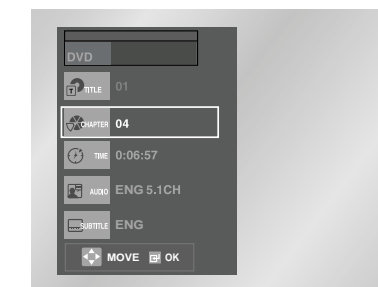 DVD
TITLE 01
CHAPTER 04
TIME 0:06:57
AUDIO ENG 5.1CH
SUBTITLE ENG
MOVE OK